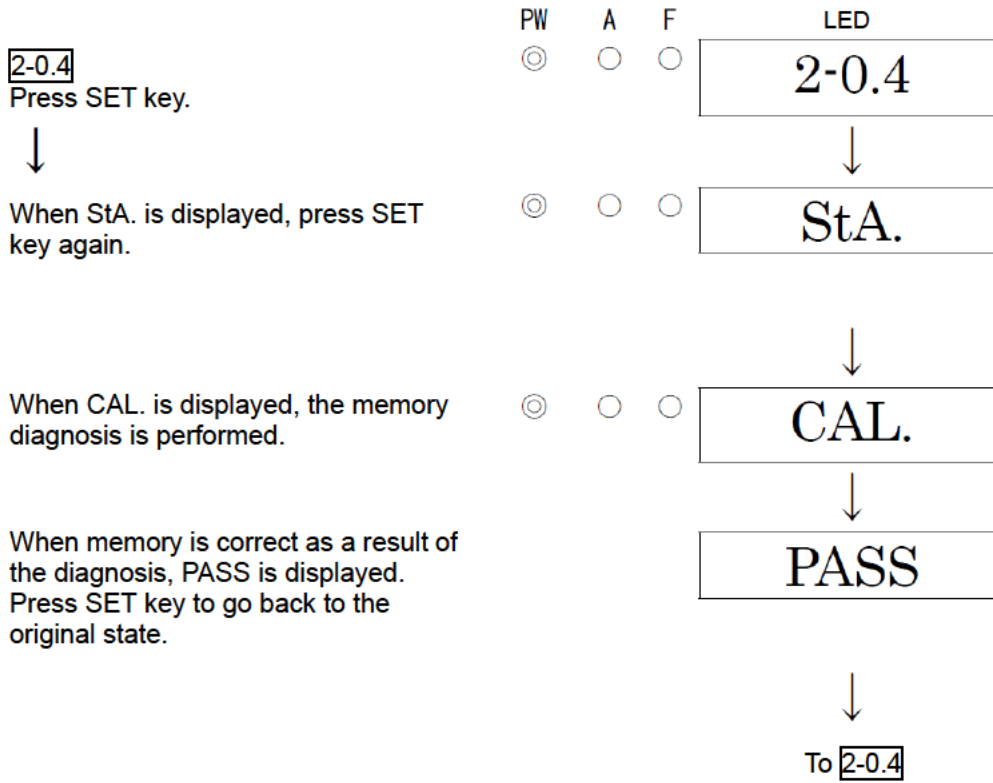 PW A F LED
2-0.4
Press SET key.
2-0.4
When StA. is displayed, press SET
key again.
StA.
When CAL. is displayed, the memory
diagnosis is performed.
CAL.
When memory is correct as a result of
the diagnosis, PASS is displayed.
Press SET key to go back to the
original state.
PASS
To 2-0.4